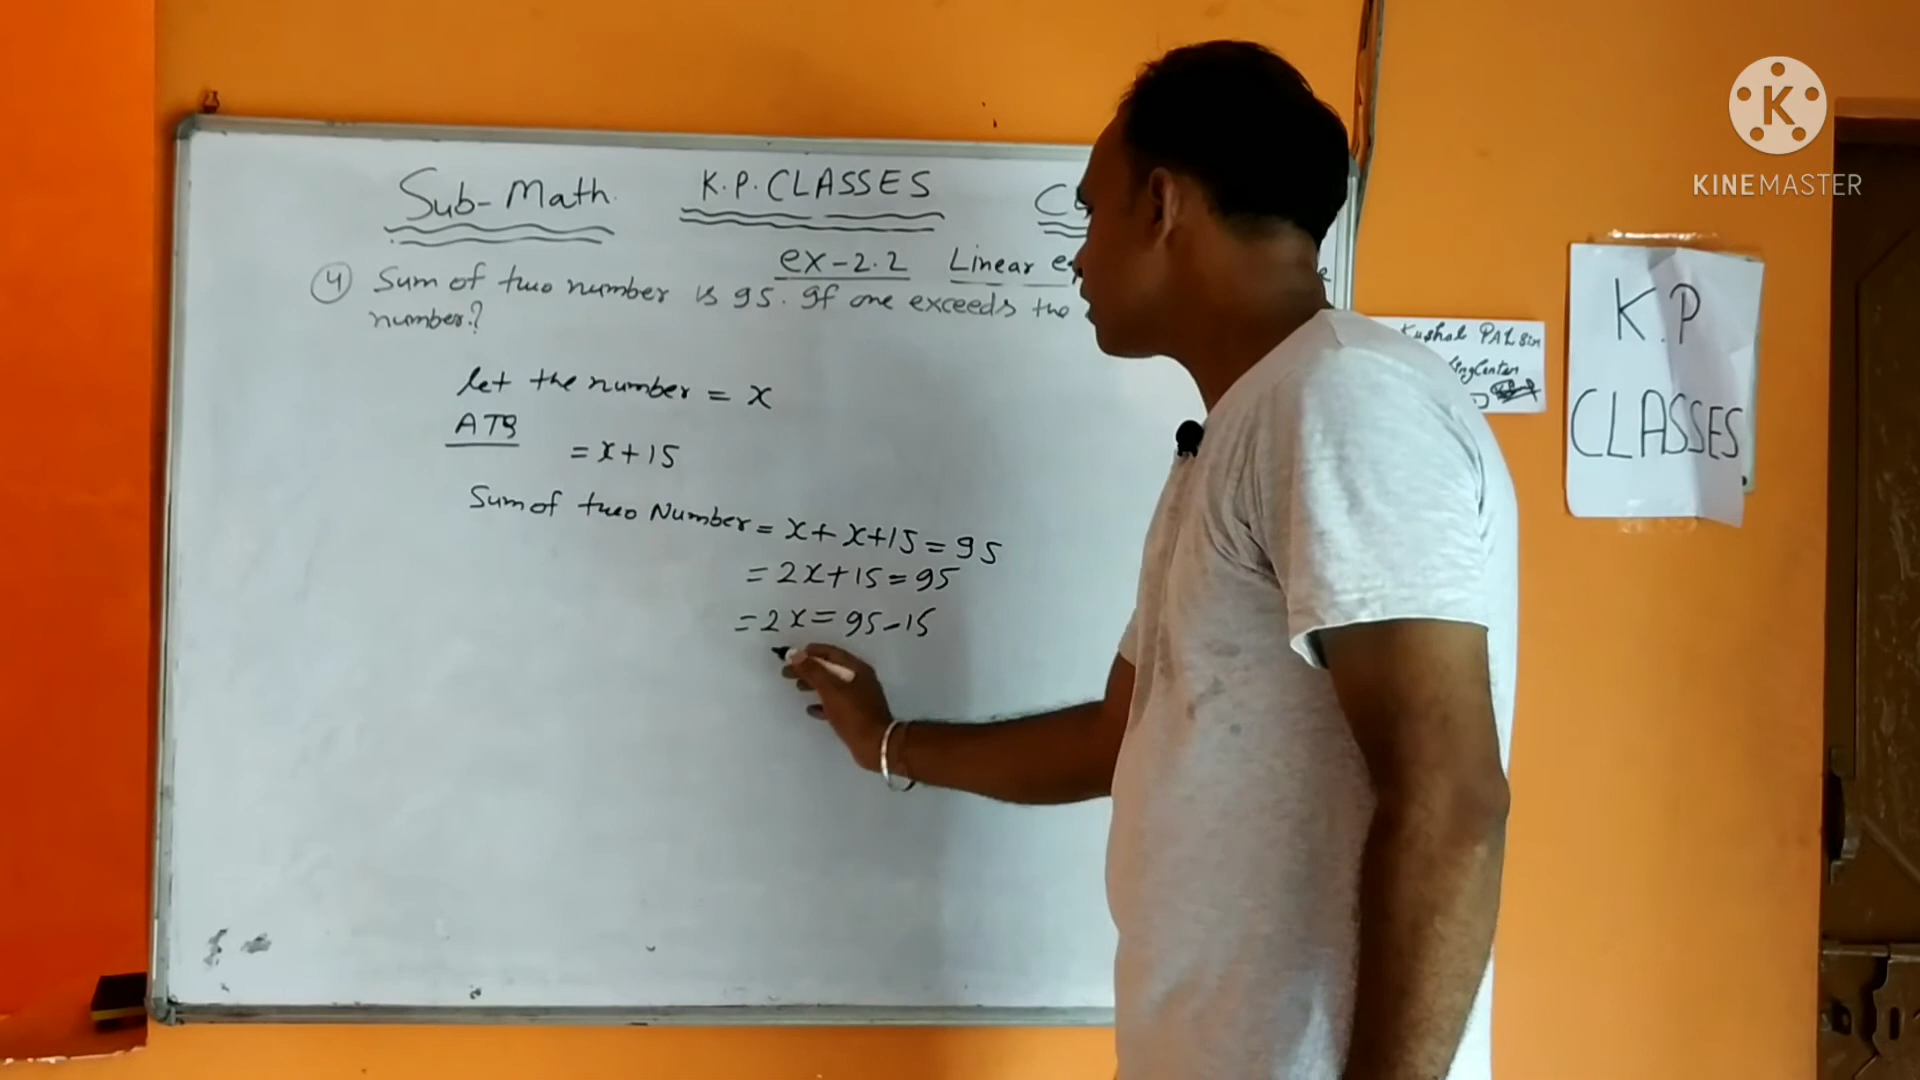 Sub-Math. K.P. CLASSES
ex-2.2 Linear
④ Sum of two number is 95. If one exceeds the
number.?
let the number = x
ATQ
= x+15
Sum of two Number = x+x+15=95
= 2x+15=95
=2x=95-15
KINEMASTER
Kushal PAL
K.P
CLASSES